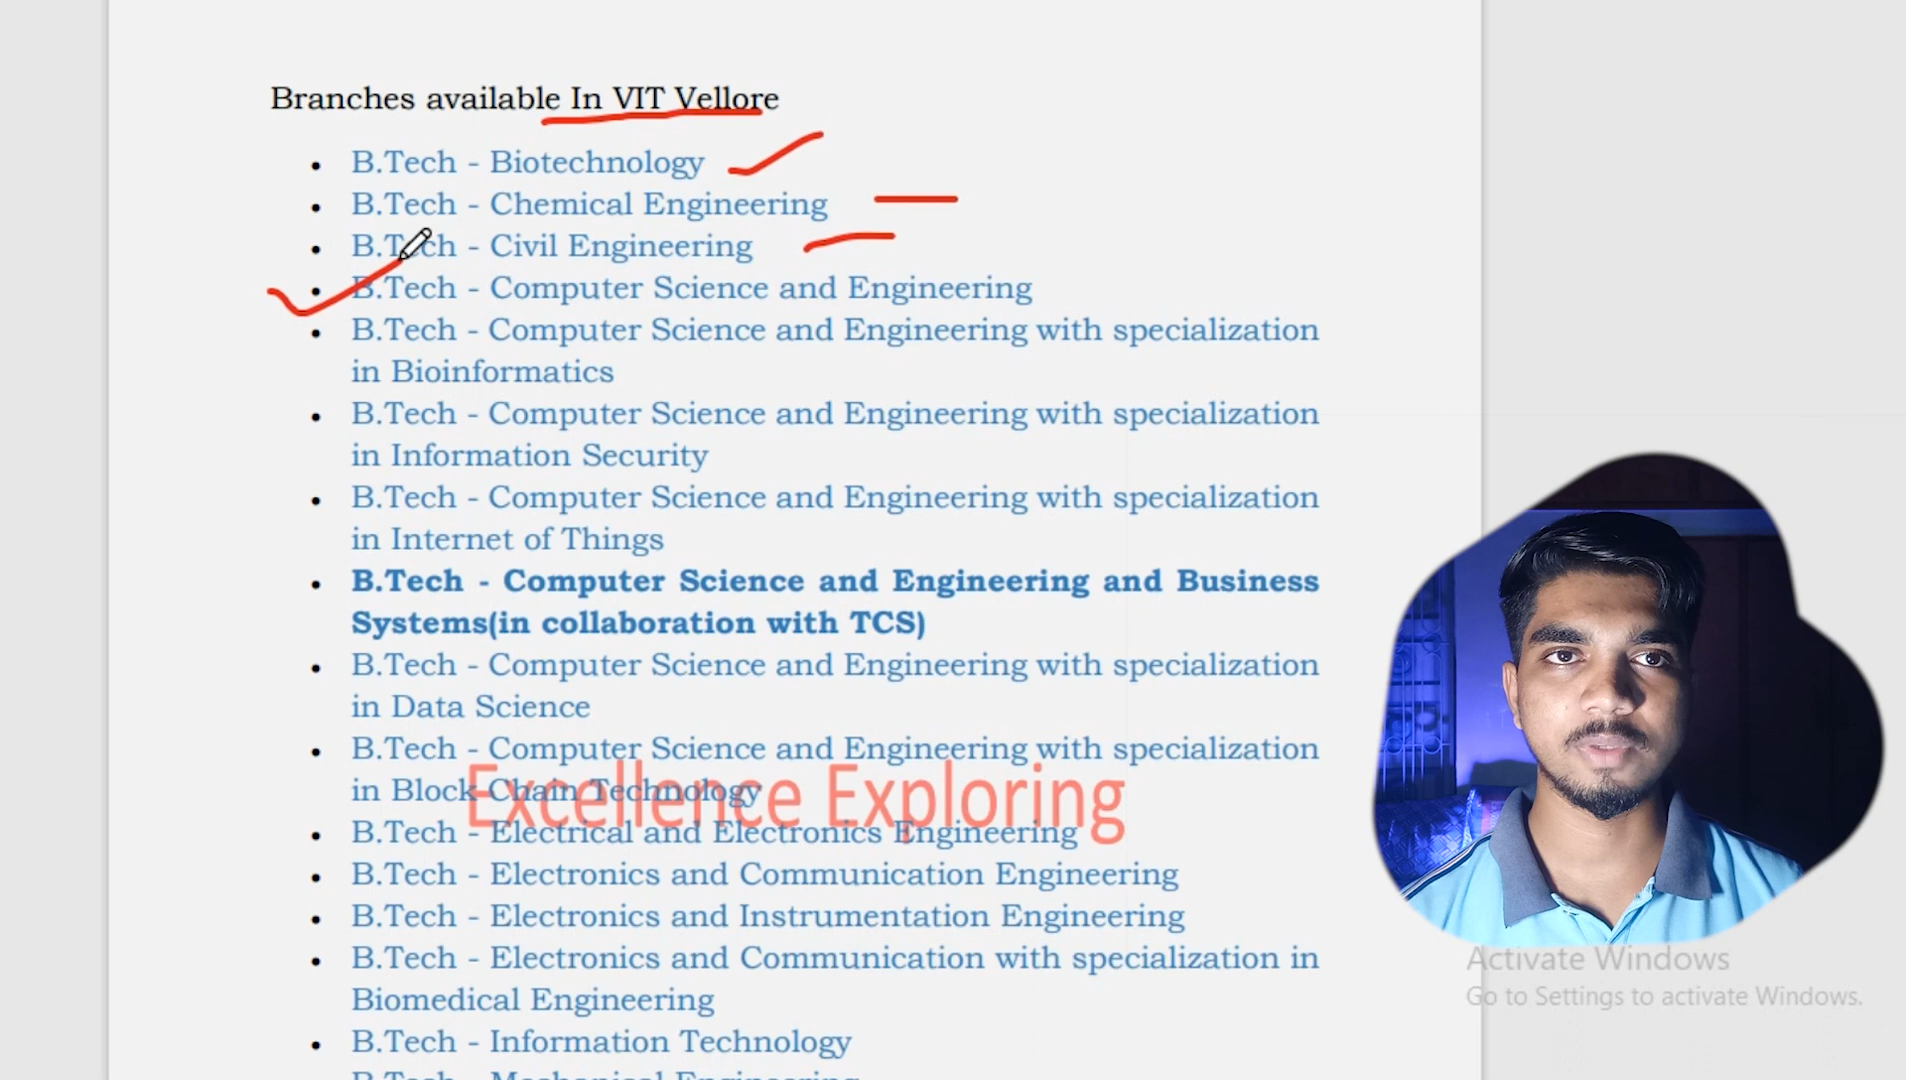 Branches available In VIT Vellore
• B.Tech - Biotechnology
• B.Tech - Chemical Engineering
• B.Tech - Civil Engineering
• B.Tech - Computer Science and Engineering
• B.Tech - Computer Science and Engineering with specialization
in Bioinformatics
• B.Tech - Computer Science and Engineering with specialization
in Information Security
• B.Tech - Computer Science and Engineering with specialization
in Internet of Things
• B.Tech - Computer Science and Engineering and Business
Systems(in collaboration with TCS)
• B.Tech - Computer Science and Engineering with specialization
in Data Science
• B.Tech - Computer Science and Engineering with specialization
in Block Chain Technology
Excellence Exploring
• B.Tech - Electrical and Electronics Engineering
• B.Tech - Electronics and Communication Engineering
• B.Tech - Electronics and Instrumentation Engineering
• B.Tech - Electronics and Communication with specialization in
Biomedical Engineering
• B.Tech - Information Technology
B.Tech - Mechanical Engineering
Activate Windows
Go to Settings to activate Windows.